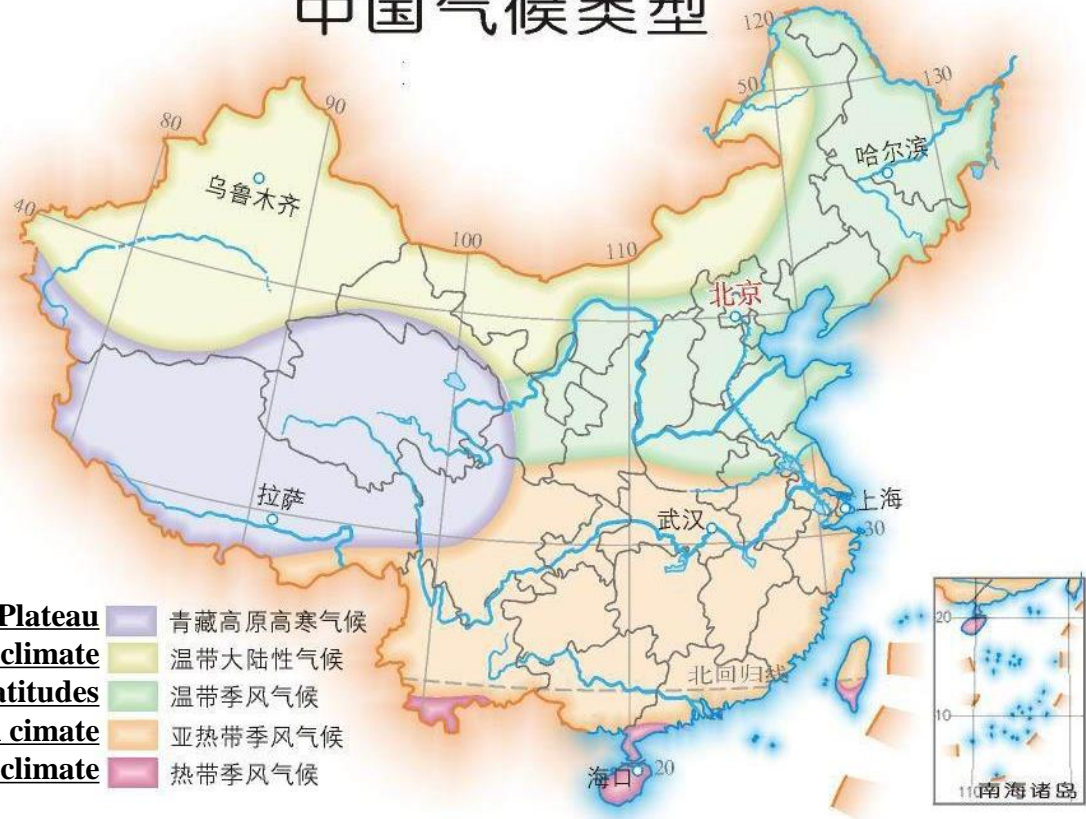 中国气候类型
120
130
50
90
80
哈尔滨
乌鲁木齐
40
100
110
北京
拉萨
武汉
上海
30
Plateau
青藏高原高寒气候
climate
温带大陆性气候
atitudes
温带季风气候
cimate
亚热带季风气候
climate
热带季风气候
北回归线
海口
20
20
10
110
南海诸岛